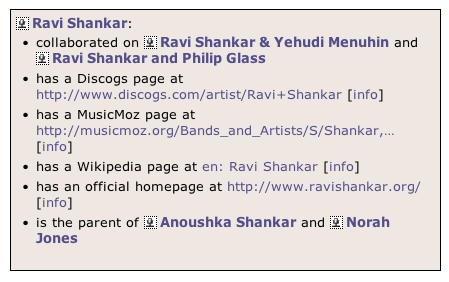 Ravi Shankar:
• collaborated on Ravi Shankar & Yehudi Menuhin and
Ravi Shankar and Philip Glass
• has a Discogs page at
http://www.discogs.com/artist/Ravi+Shankar [info]
• has a MusicMoz page at
http://musicmoz.org/Bands_and_Artists/S/Shankar,...
[info]
• has a Wikipedia page at en: Ravi Shankar [info]
• has an official homepage at http://www.ravishankar.org/
[info]
• is the parent of Anoushka Shankar and Norah
Jones